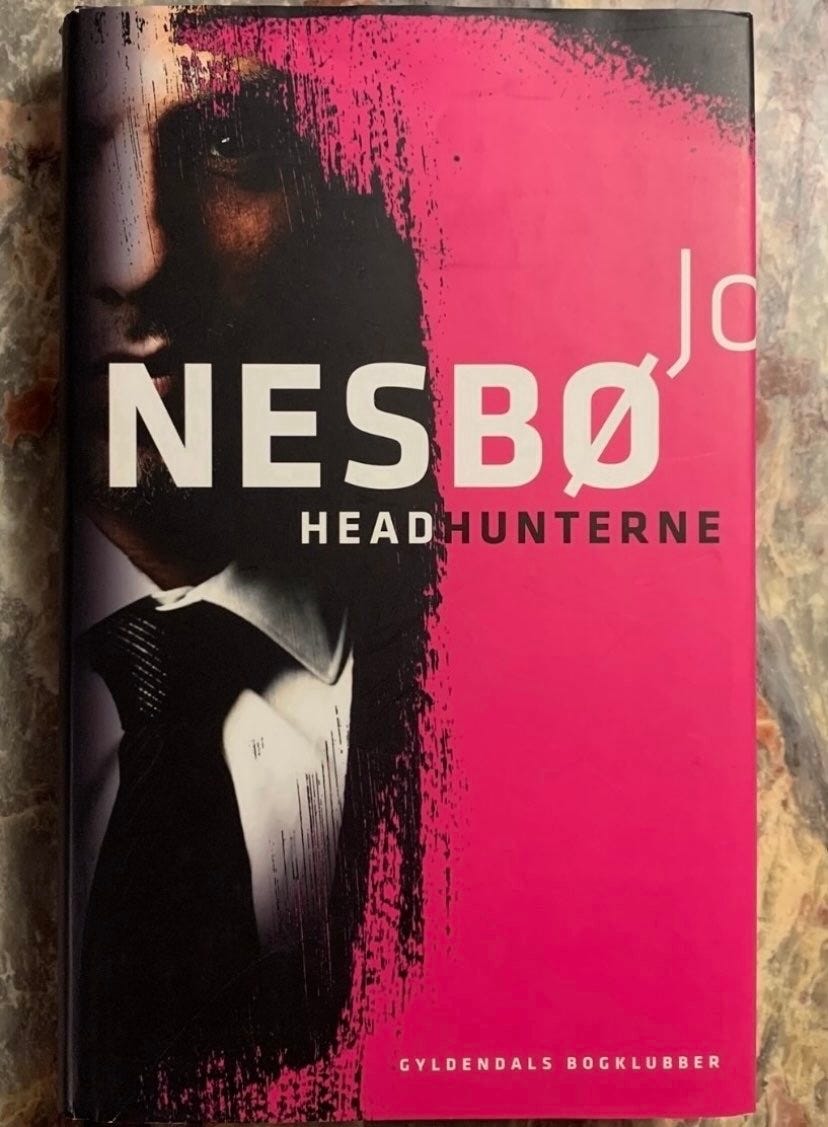 Jo
NESBØ
HEADHUNTERNE
GYLDENDALS BOGKLUBBER